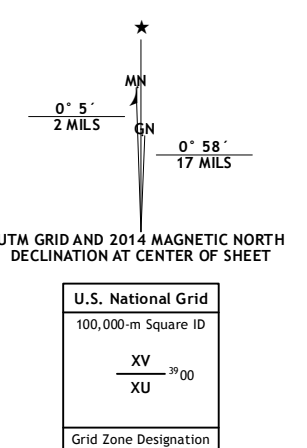 ★
MN
0° 5´
2 MILS
GN
0° 58´
17 MILS
UTM GRID AND 2014 MAGNETIC NORTH
DECLINATION AT CENTER OF SHEET
U.S. National Grid
100,000-m Square ID
XV
3900
XU
Grid Zone Designation